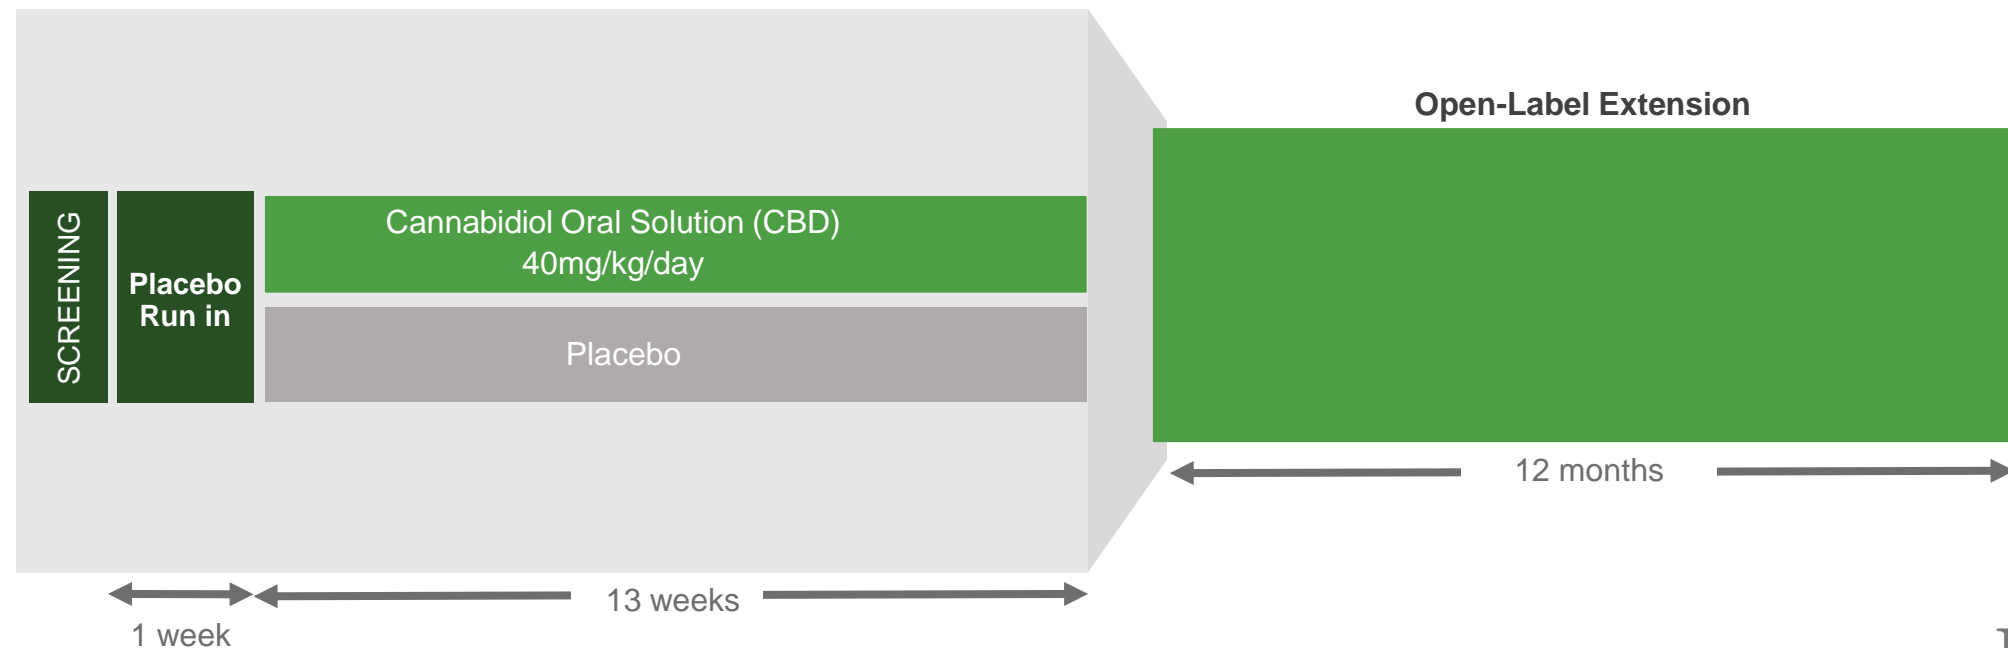 Open-Label Extension
SCREENING
Placebo
Run in
Cannabidiol Oral Solution (CBD)
40mg/kg/day
Placebo
12 months
13 weeks
1 week